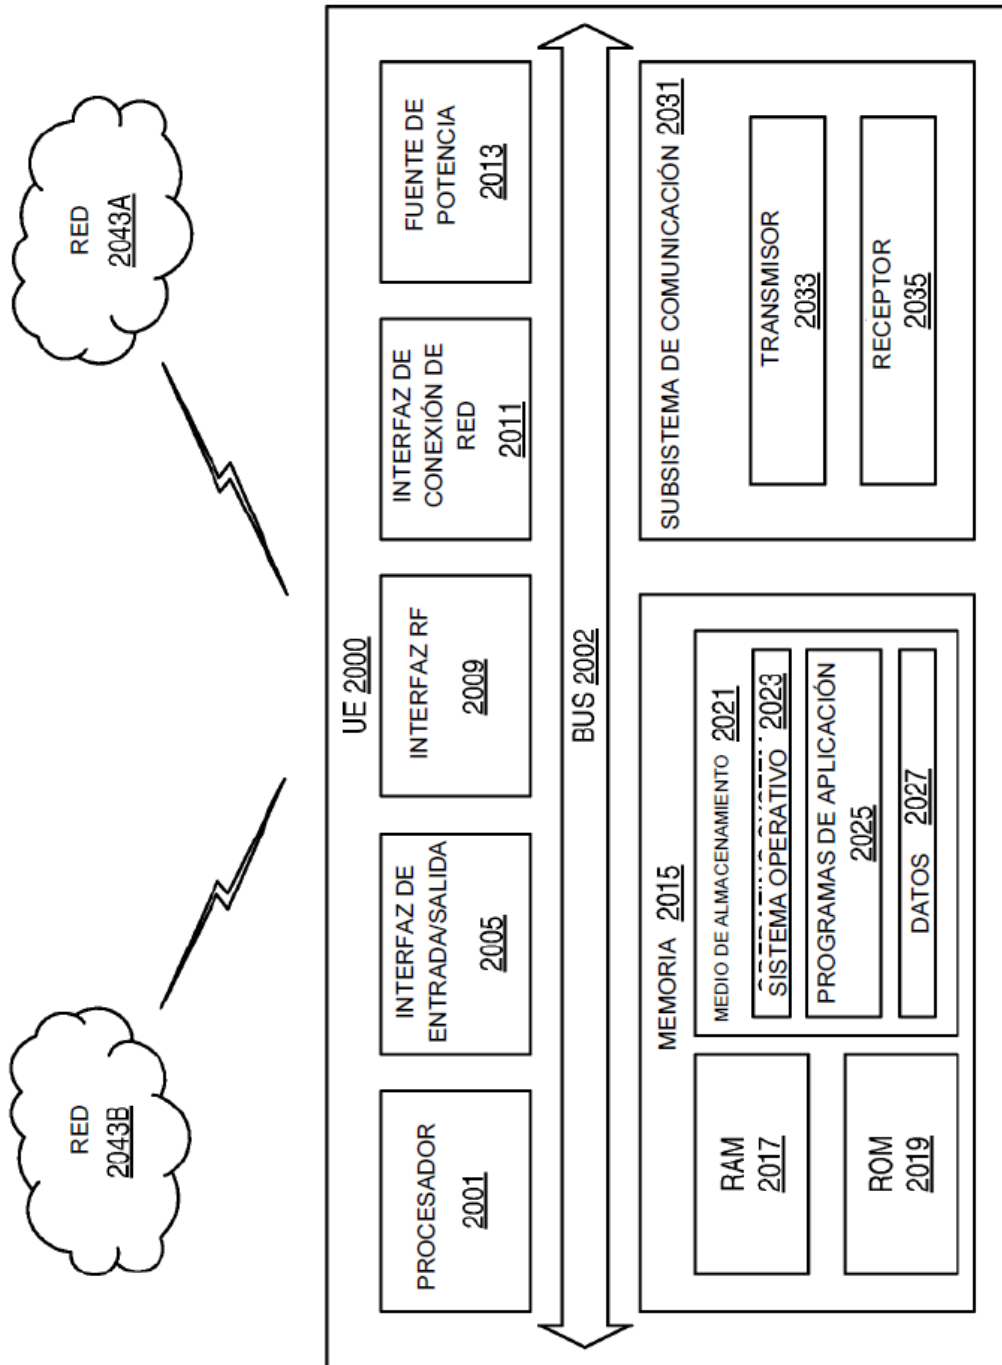 RED
2043B
RED
2043A
UE 2000
PROCESADOR
2001
INTERFAZ DE
ENTRADA/SALIDA
2005
INTERFAZ RF
2009
INTERFAZ DE
CONEXIÓN DE
RED
2011
FUENTE DE
POTENCIA
2013
BUS 2002
MEMORIA 2015
RAM
2017
ROM
2019
MEDIO DE ALMACENAMIENTO 2021
SISTEMA OPERATIVO 2023
PROGRAMAS DE APLICACIÓN
2025
DATOS 2027
SUBSISTEMA DE COMUNICACIÓN 2031
TRANSMISOR
2033
RECEPTOR
2035